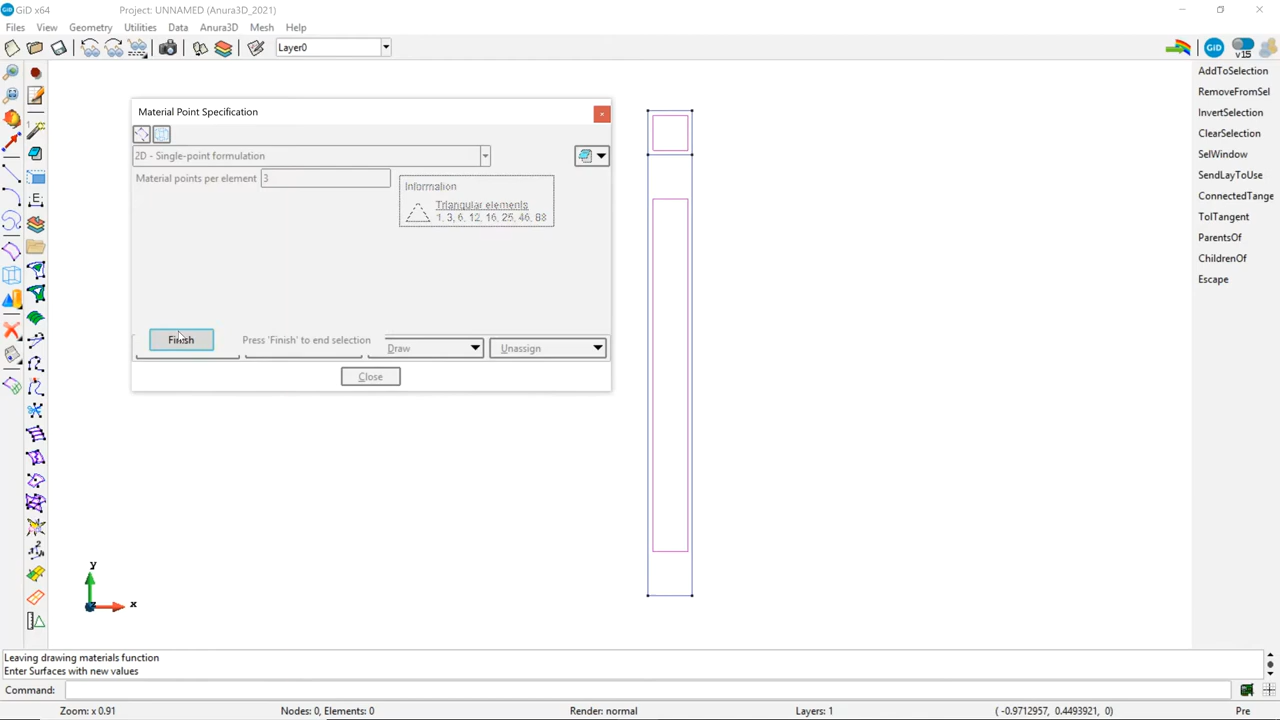 GiD x64 Project: UNNAMED (Anura3D_2021)
Files View Geometry Utilities Data Anura3D Mesh Help
Layer0
GiD
v15
Material Point Specification
2D - Single-point formulation
Material points per element 3
Information
Triangular elements
1, 3, 6, 12, 16, 25, 46, 88
Finish Press 'Finish' to end selection Draw Unassign
Close
AddToSelection
RemoveFromSel
InvertSelection
ClearSelection
SelWindow
SendLayToUse
ConnectedTange
TolTangent
ParentsOf
ChildrenOf
Escape
E
y
x
Leaving drawing materials function
Enter Surfaces with new values
Command:
Zoom: x 0.91 Nodes: 0, Elements: 0 Render: normal Layers: 1 ( -0.9712957, 0.4493921, 0) Pre